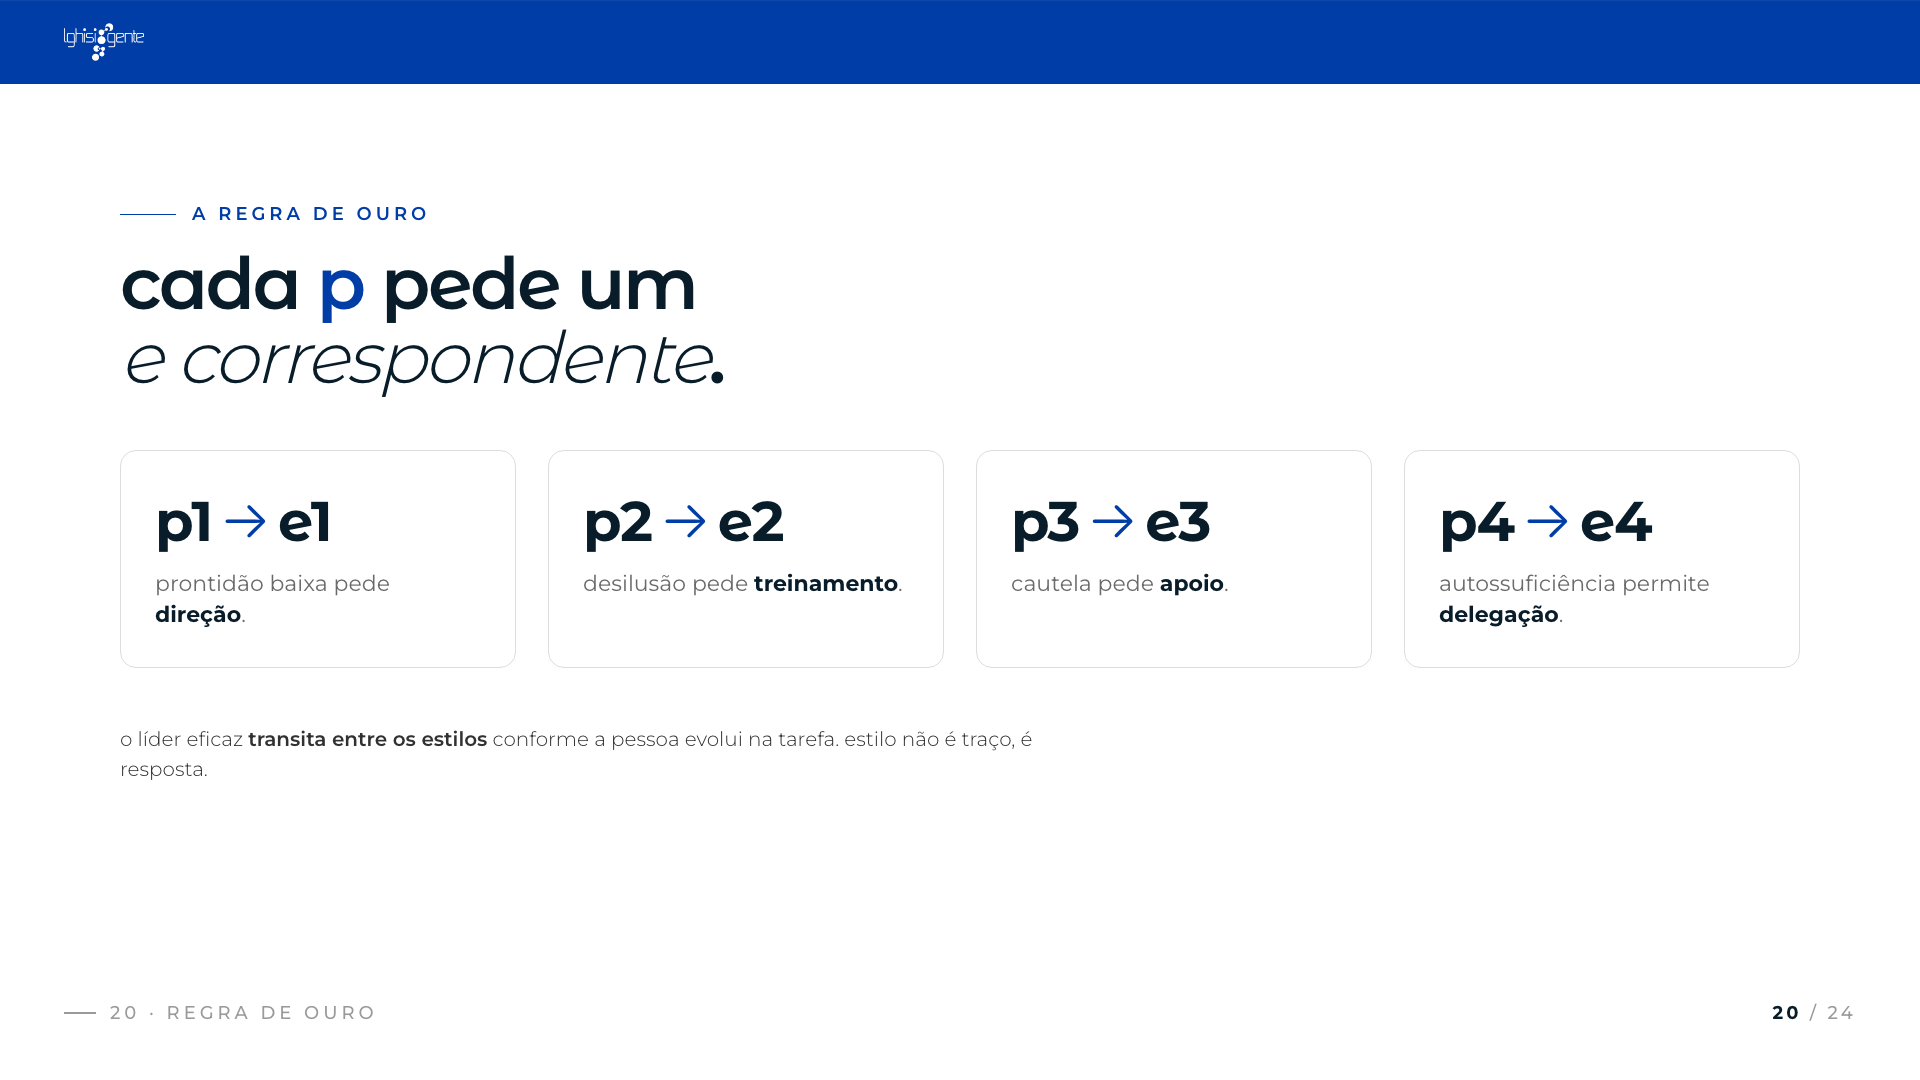 lghisi gente
A REGRA DE OURO
cada p pede um
e correspondente.
p1 → e1
prontidão baixa pede
direção.
p2 → e2
desilusão pede treinamento.
p3 → e3
cautela pede apoio.
p4 → e4
autossuficiência permite
delegação.
o líder eficaz transita entre os estilos conforme a pessoa evolui na tarefa. estilo não é traço, é
resposta.
20 · REGRA DE OURO
20 / 24